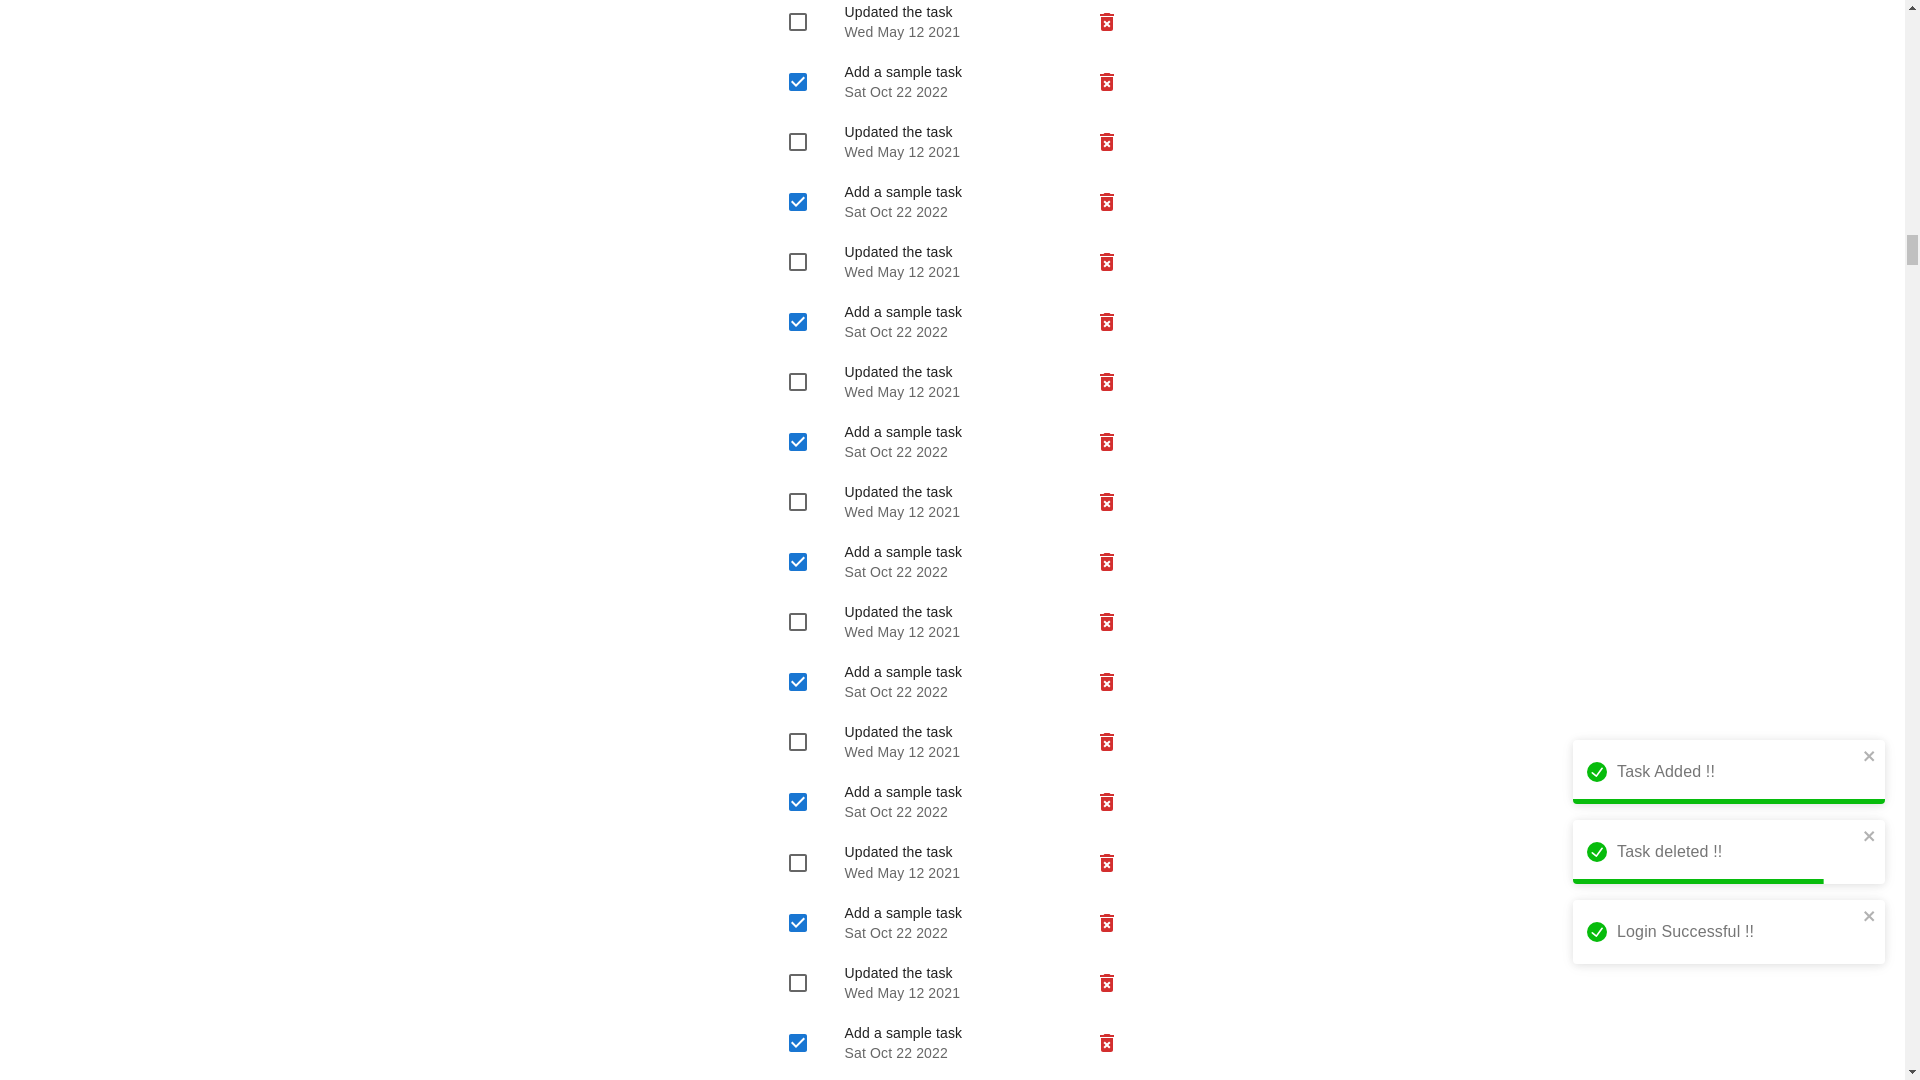 Updated the task
Wed May 12 2021
Add a sample task
Sat Oct 22 2022
Updated the task
Wed May 12 2021
Add a sample task
Sat Oct 22 2022
Updated the task
Wed May 12 2021
Add a sample task
Sat Oct 22 2022
Updated the task
Wed May 12 2021
Add a sample task
Sat Oct 22 2022
Updated the task
Wed May 12 2021
Add a sample task
Sat Oct 22 2022
Updated the task
Wed May 12 2021
Add a sample task
Sat Oct 22 2022
Updated the task
Wed May 12 2021
Add a sample task
Sat Oct 22 2022
Updated the task
Wed May 12 2021
Add a sample task
Sat Oct 22 2022
Updated the task
Wed May 12 2021
Add a sample task
Sat Oct 22 2022
Task Added !!
Task deleted !!
Login Successful !!